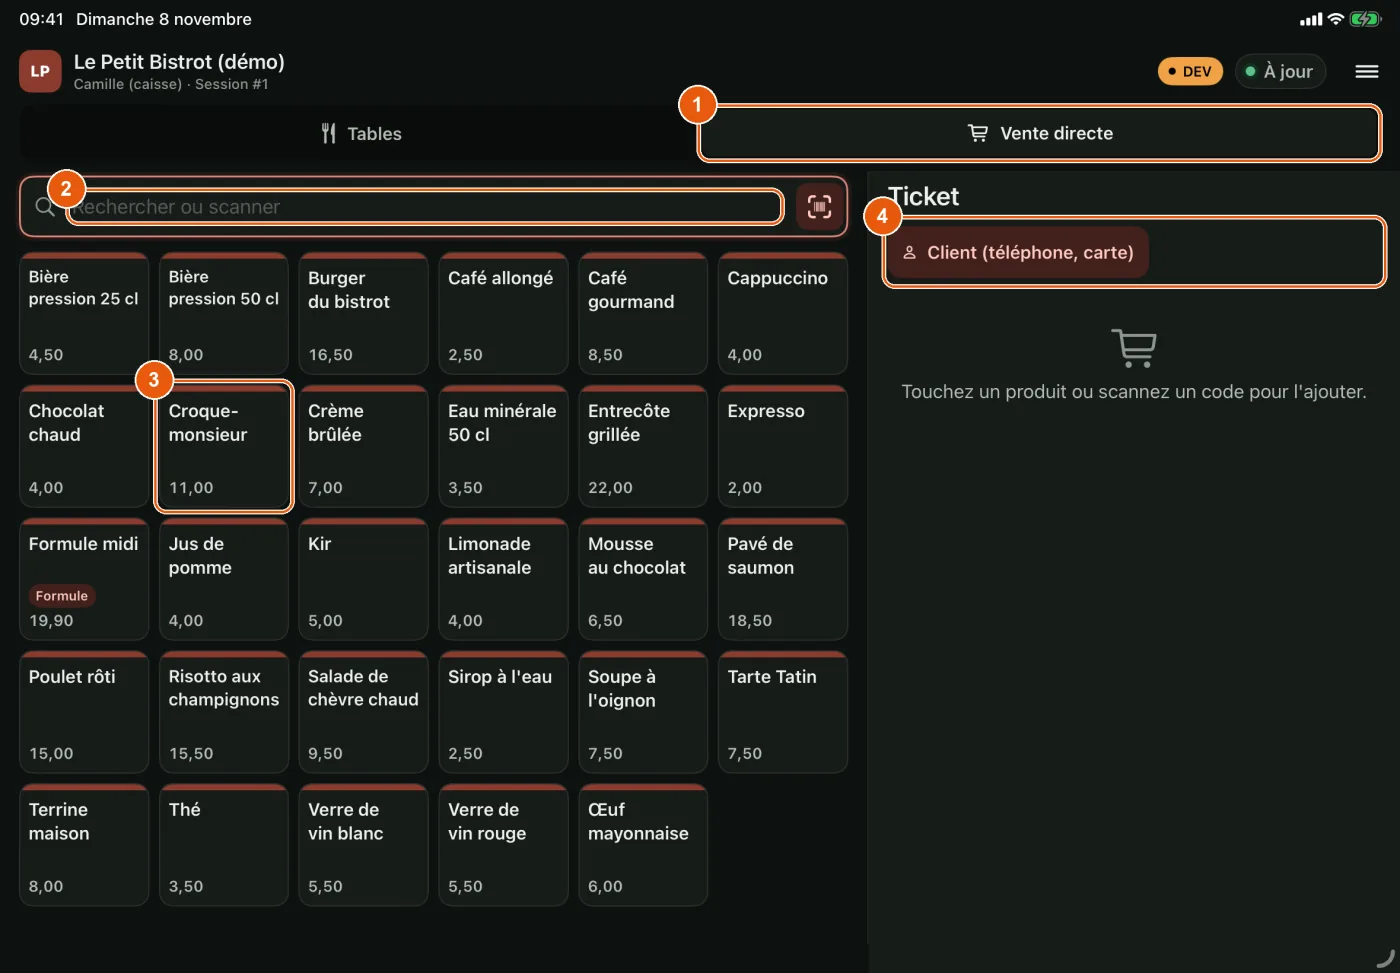 09:41 Dimanche 8 novembre
LP
Le Petit Bistrot (démo)
Camille (caisse) · Session #1
DEV
À jour
Tables
1
Vente directe
2
Rechercher ou scanner
Ticket
4
Client (téléphone, carte)
Touchez un produit ou scannez un code pour l'ajouter.
Bière
pression 25 cl
4,50
Bière
pression 50 cl
8,00
Burger
du bistrot
16,50
Café allongé
2,50
Café
gourmand
8,50
Cappuccino
4,00
Chocolat
chaud
4,00
3
Croque-
monsieur
11,00
Crème
brûlée
7,00
Eau minérale
50 cl
3,50
Entrecôte
grillée
22,00
Expresso
2,00
Formule midi
Formule
19,90
Jus de
pomme
4,00
Kir
5,00
Limonade
artisanale
4,00
Mousse
au chocolat
6,50
Pavé de
saumon
18,50
Poulet rôti
15,00
Risotto aux
champignons
15,50
Salade de
chèvre chaud
9,50
Sirop à l'eau
2,50
Soupe à
l'oignon
7,50
Tarte Tatin
7,50
Terrine
maison
8,00
Thé
3,50
Verre de
vin blanc
5,50
Verre de
vin rouge
5,50
Œuf
mayonnaise
6,00